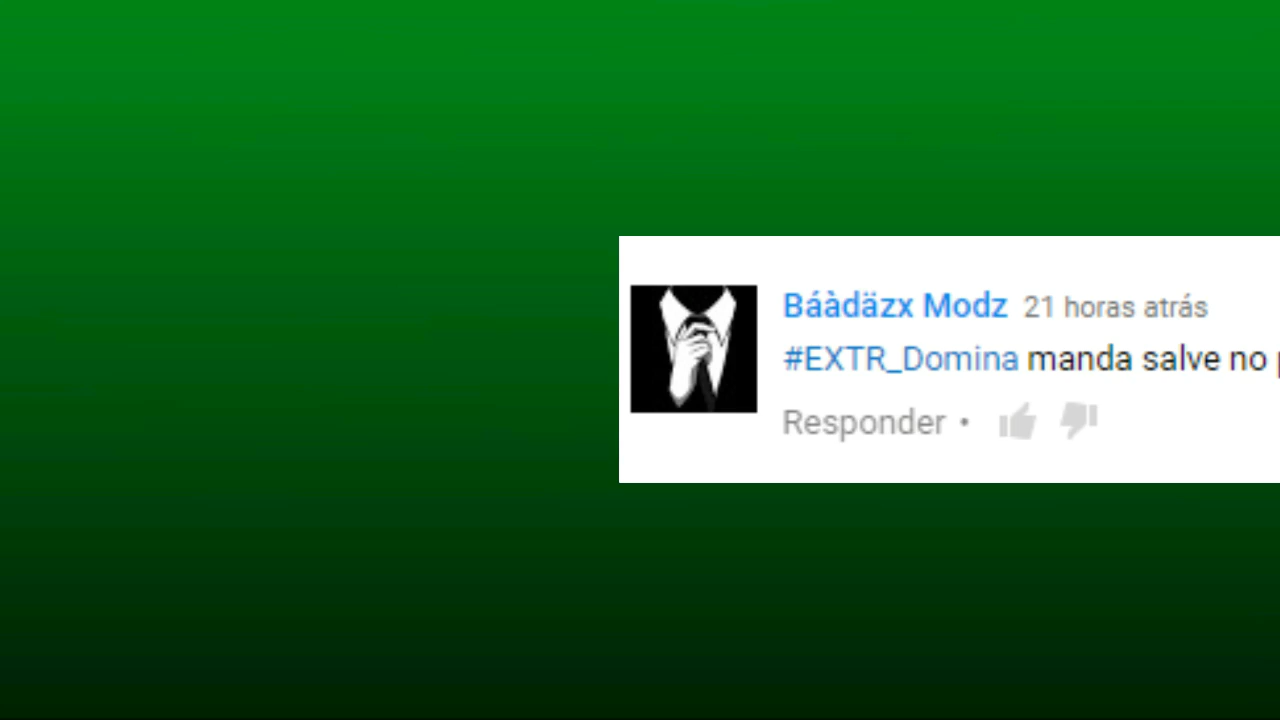 Báàdäzx Modz 21 horas atrás
#EXTR_Domina manda salve no
Responder •